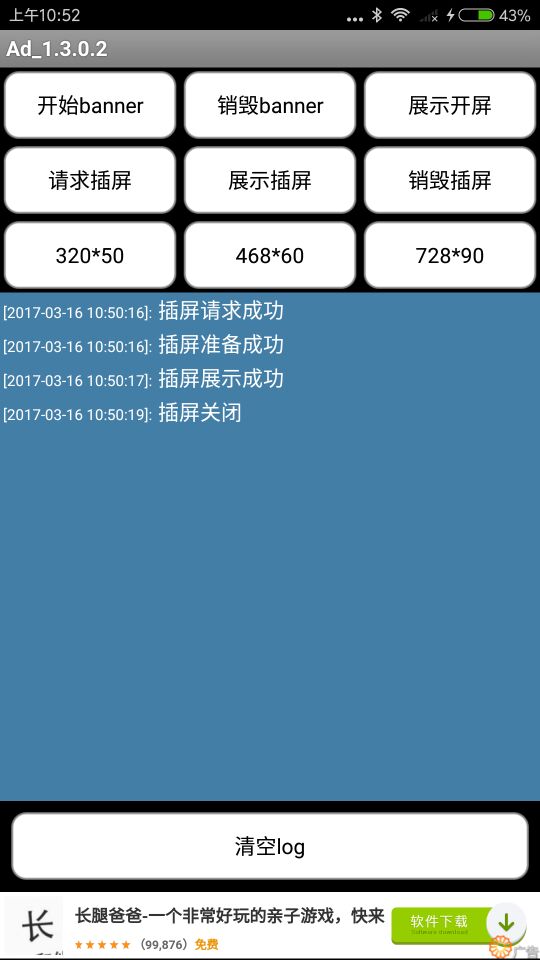 上午10:52
43%
Ad_1.3.0.2
开始banner
销毁banner
展示开屏
请求插屏
展示插屏
销毁插屏
320*50
468*60
728*90
[2017-03-16 10:50:16]: 插屏请求成功
[2017-03-16 10:50:16]: 插屏准备成功
[2017-03-16 10:50:17]: 插屏展示成功
[2017-03-16 10:50:19]: 插屏关闭
清空log
长
长腿爸爸-一个非常好玩的亲子游戏，快来
(99,876) 免费
软件下载
Software download
广告